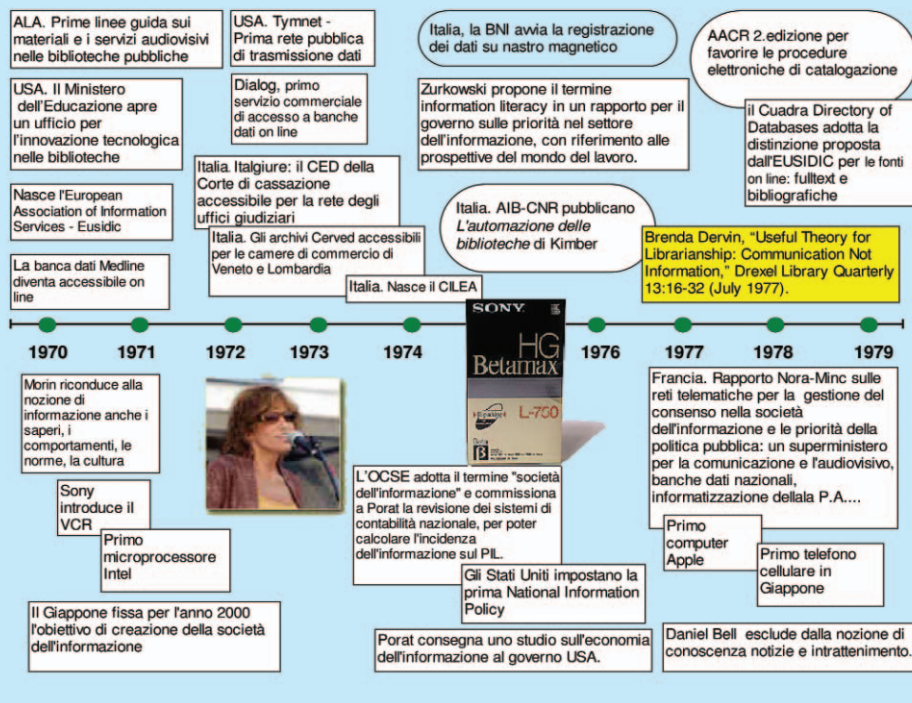 ALA. Prime linee guida sui
materiali e i servizi audiovisivi
nelle biblioteche pubbliche
USA. Il Ministero
dell'Educazione apre
un ufficio per
l'innovazione tecnologica
nelle biblioteche
Nasce l'European
Association of Information
Services - Eusidic
La banca dati Medline
diventa accessibile on
line
USA. Tymnet -
Prima rete pubblica
di trasmissione dati
Dialog, primo
servizio commerciale
di accesso a banche
dati on line
Italia. Italgiure: il CED della
Corte di cassazione
accessibile per la rete degli
uffici giudiziari
Italia. Gli archivi Cerved accessibili
per le camere di commercio di
Veneto e Lombardia
Italia. Nasce il CILEA
Italia, la BNI avvia la registrazione
dei dati su nastro magnetico
Zurkowski propone il termine
information literacy in un rapporto per il
governo sulle priorità nel settore
dell'informazione, con riferimento alle
prospettive del mondo del lavoro.
Italia. AIB-CNR pubblicano
L'automazione delle
biblioteche di Kimber
AACR 2.edizione per
favorire le procedure
elettroniche di catalogazione
il Cuadra Directory of
Databases adotta la
distinzione proposta
dall'EUSIDIC per le fonti
on line: fulltext e
bibliografiche
Brenda Dervin, "Useful Theory for
Librarianship: Communication Not
Information," Drexel Library Quarterly
13:16-32 (July 1977).
1970 1971 1972 1973 1974 1976 1977 1978 1979
SONY
HG
Betamax
L-750
Morin riconduce alla
nozione di
informazione anche i
saperi, i
comportamenti, le
norme, la cultura
Sony
introduce il
VCR
Primo
microprocessore
Intel
Il Giappone fissa per l'anno 2000
l'obiettivo di creazione della società
dell'informazione
L'OCSE adotta il termine "società
dell'informazione" e commissiona
a Porat la revisione dei sistemi di
contabilità nazionale, per poter
calcolare l'incidenza
dell'informazione sul PIL.
Gli Stati Uniti impostano la
prima National Information
Policy
Porat consegna uno studio sull'economia
dell'informazione al governo USA.
Francia. Rapporto Nora-Minc sulle
reti telematiche per la gestione del
consenso nella società
dell'informazione e le priorità della
politica pubblica: un superministero
per la comunicazione e l'audiovisivo,
banche dati nazionali,
informatizzazione dellala P.A....
Primo
computer
Apple
Primo telefono
cellulare in
Giappone
Daniel Bell esclude dalla nozione di
conoscenza notizie e intrattenimento.